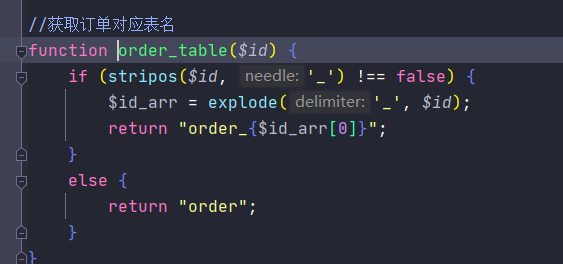 //获取订单对应表名
function order_table($id) {
if (stripos($id, needle: '_') !== false) {
$id_arr = explode( delimiter: '_', $id);
return "order_{$id_arr[0]}";
}
else {
return "order";
}
}